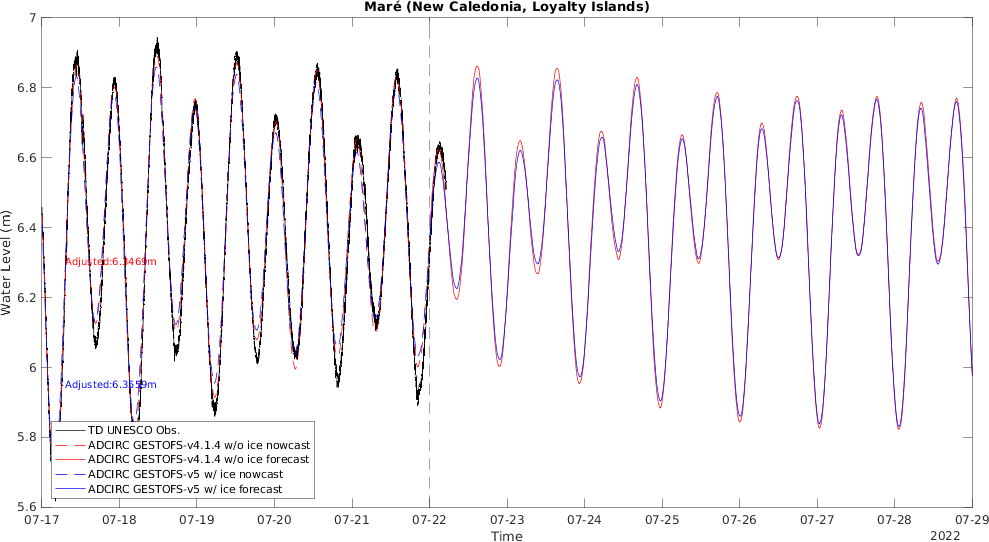 Maré (New Caledonia, Loyalty Islands)
7
6.8
6.6
6.4
6.2
6
5.8
5.6
Water Level (m)
Adjusted:6.3469m
Adjusted:6.3559m
TD UNESCO Obs.
ADCIRC GESTOFS-v4.1.4 w/o ice nowcast
ADCIRC GESTOFS-v4.1.4 w/o ice forecast
ADCIRC GESTOFS-v5 w/ ice nowcast
ADCIRC GESTOFS-v5 w/ ice forecast
07-17 07-18 07-19 07-20 07-21 07-22 07-23 07-24 07-25 07-26 07-27 07-28 07-29
Time
2022